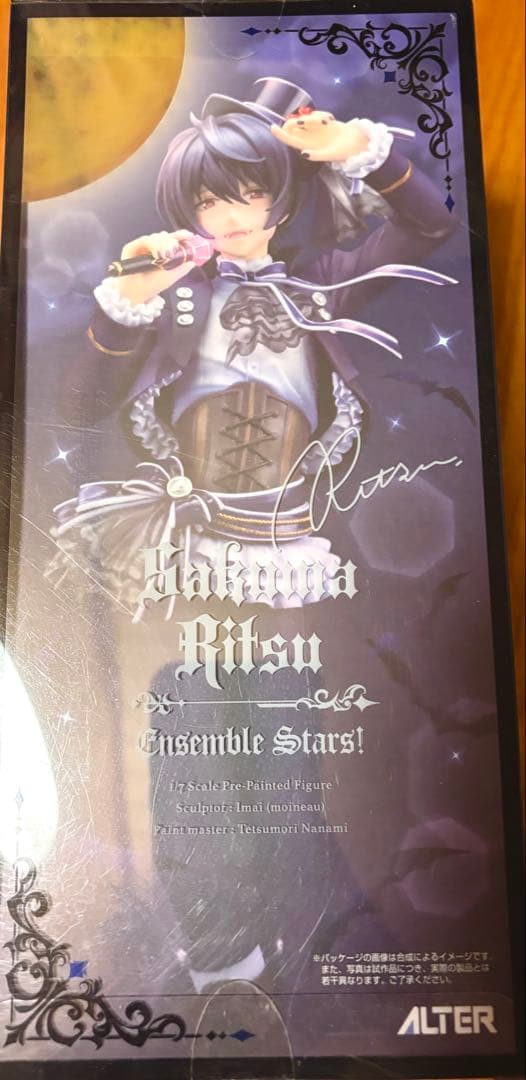 Ritsu.
Sakuma
Ritsu
Ensemble Stars!
1/7 Scale Pre-Painted Figure
Sculptor : Imai (moineau)
Paint master : Tetsumori Nanami
※パッケージの画像は合成によるイメージです。
また、写真は試作品につき、実際の製品とは
若干異なります。ご了承ください。
ALTER